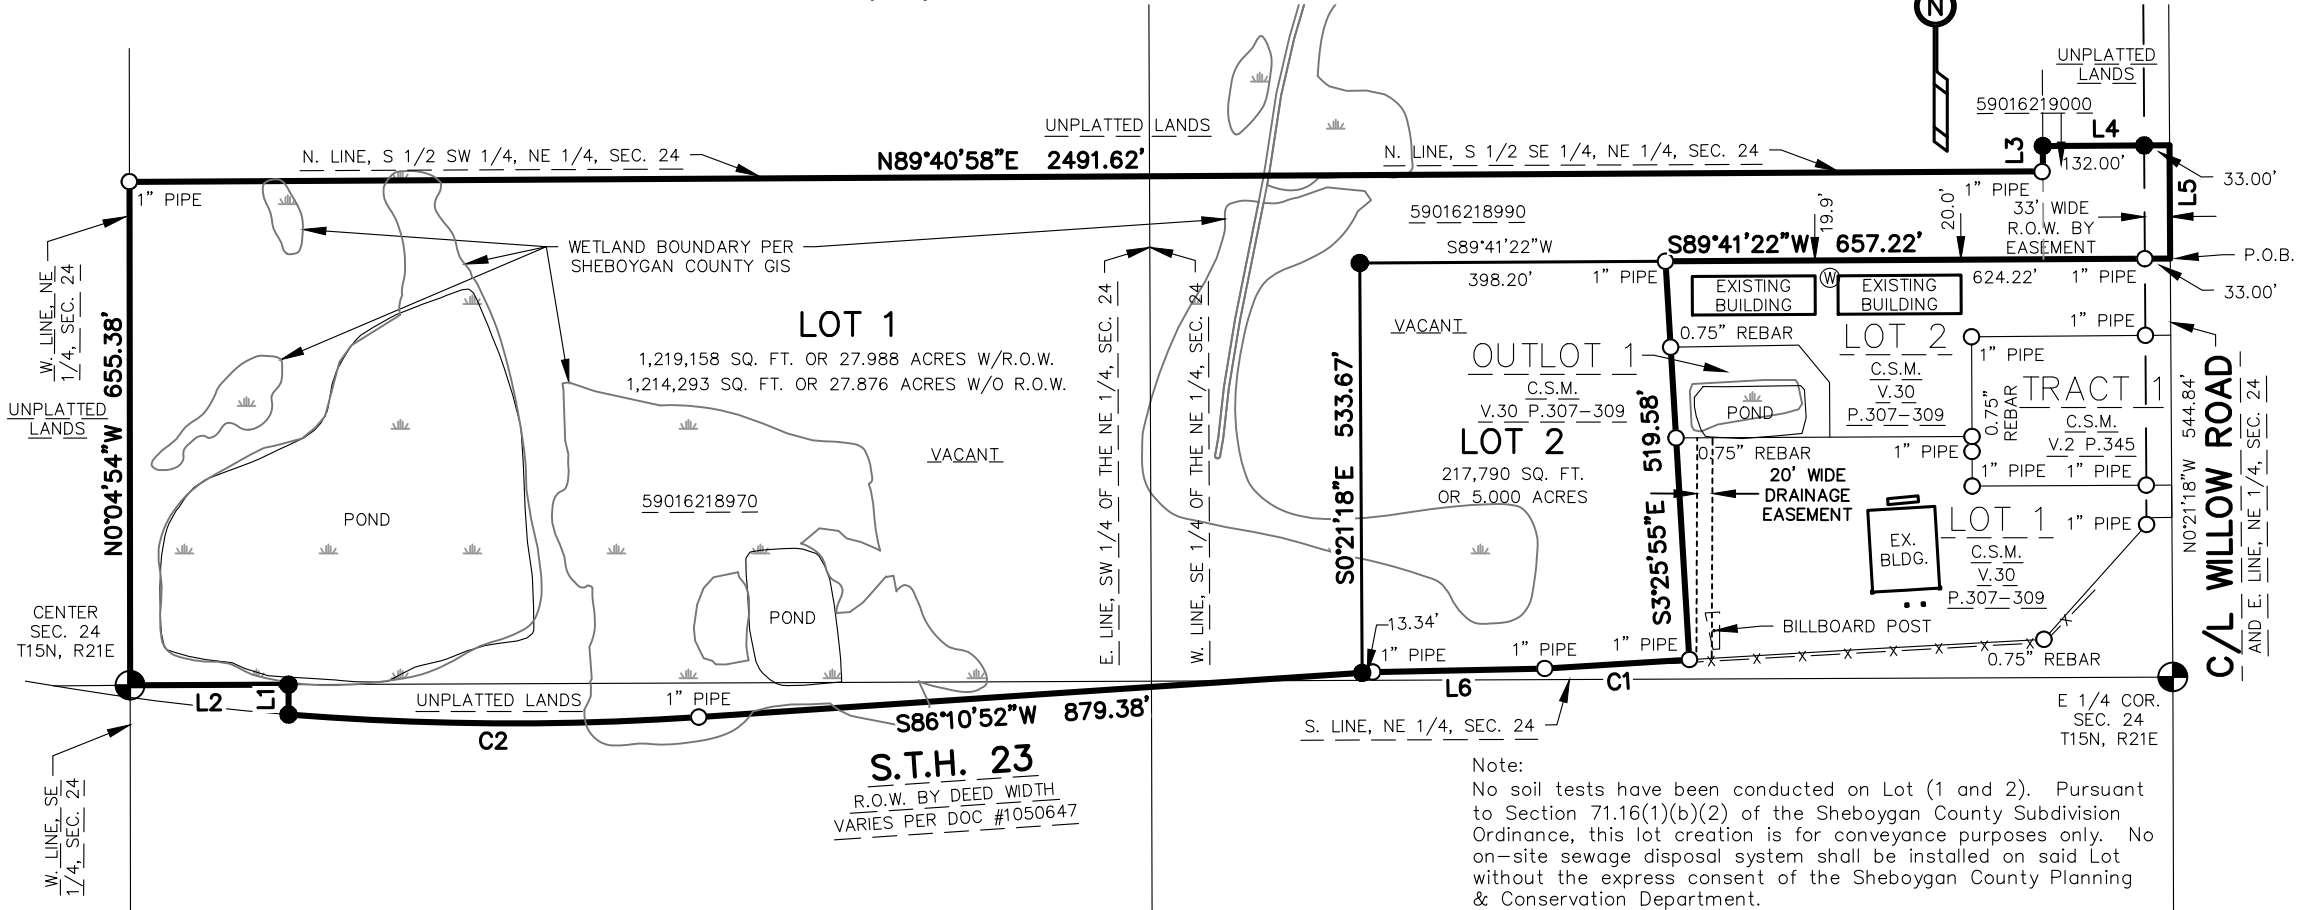 N
UNPLATTED
LANDS
59016219000
UNPLATTED LANDS
N. LINE, S 1/2 SW 1/4, NE 1/4, SEC. 24
N89°40'58"E 2491.62'
N. LINE, S 1/2 SE 1/4, NE 1/4, SEC. 24
L3
L4
132.00'
33.00'
L5
1" PIPE
1" PIPE
33' WIDE
R.O.W. BY
EASEMENT
19.9'
20.0'
59016218990
WETLAND BOUNDARY PER
SHEBOYGAN COUNTY GIS
S89°41'22"W
398.20'
S89°41'22"W 657.22'
1" PIPE
624.22'
1" PIPE
P.O.B.
33.00'
W. LINE, NE
1/4, SEC. 24
EXISTING
BUILDING
W
EXISTING
BUILDING
LOT 1
1,219,158 SQ. FT. OR 27.988 ACRES W/R.O.W.
1,214,293 SQ. FT. OR 27.876 ACRES W/O R.O.W.
VACANT
0.75" REBAR
1" PIPE
OUTLOT 1
C.S.M.
V.30 P.307-309
LOT 2
C.S.M.
V.30
P.307-309
1" PIPE
TRACT 1
C.S.M.
V.2 P.345
0.75"
REBAR
POND
UNPLATTED
LANDS
N0°04'54"W 655.38'
E. LINE, SW 1/4 OF THE NE 1/4, SEC. 24
W. LINE, SE 1/4 OF THE NE 1/4, SEC. 24
S0°21'18"E 533.67'
LOT 2
217,790 SQ. FT.
OR 5.000 ACRES
S3°25'55"E 519.58'
0.75" REBAR
1" PIPE
1" PIPE
1" PIPE
20' WIDE
DRAINAGE
EASEMENT
VACANT
59016218970
POND
POND
EX.
BLDG.
LOT 1
C.S.M.
V.30
P.307-309
1" PIPE
N0°21'18"W 544.84'
C/L WILLOW ROAD
AND E. LINE, NE 1/4, SEC. 24
CENTER
SEC. 24
T15N, R21E
BILLBOARD POST
13.34'
1" PIPE
1" PIPE
1" PIPE
0.75" REBAR
L2
L1
UNPLATTED LANDS
1" PIPE
C2
S86°10'52"W 879.38'
L6
C1
S. LINE, NE 1/4, SEC. 24
E 1/4 COR.
SEC. 24
T15N, R21E
W. LINE, SE
1/4, SEC. 24
S.T.H. 23
R.O.W. BY DEED WIDTH
VARIES PER DOC #1050647
Note:
No soil tests have been conducted on Lot (1 and 2). Pursuant
to Section 71.16(1)(b)(2) of the Sheboygan County Subdivision
Ordinance, this lot creation is for conveyance purposes only. No
on-site sewage disposal system shall be installed on said Lot
without the express consent of the Sheboygan County Planning
& Conservation Department.